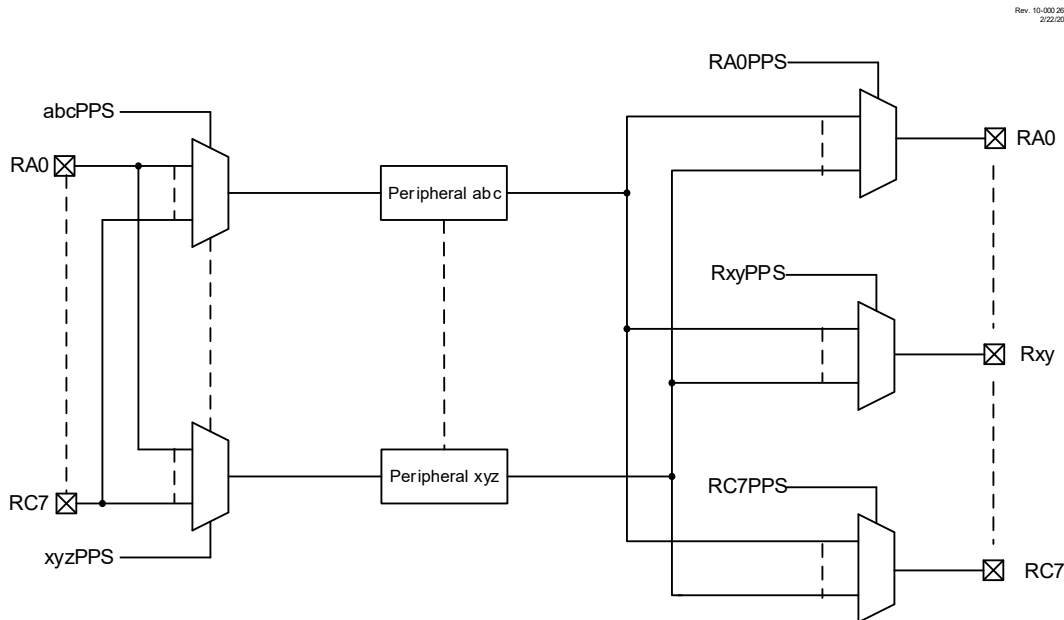 Rev. 10-000 26
2/22/20
RA0PPS
abcPPS
RA0
RA0
Peripheral abc
RxyPPS
Rxy
Peripheral xyz
RC7PPS
RC7
xyzPPS
RC7